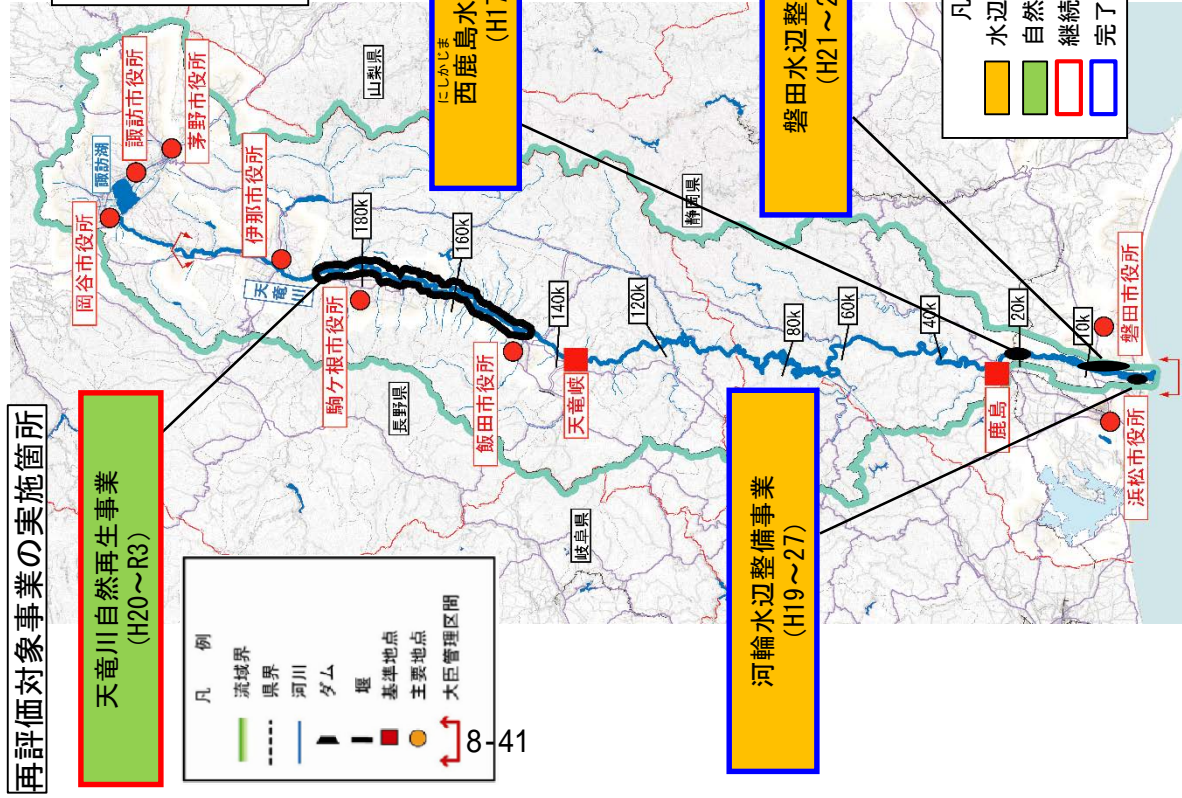 再評価対象事業の実施箇所
天竜川自然再生事業
(H20～R3)
凡　例
流域界
県界
河川
ダム
堰
基準地点
主要地点
大臣管理区間
8-41
岡谷市役所
諏訪湖
諏訪市役所
茅野市役所
山梨県
伊那市役所
天竜川
180k
160k
駒ケ根市役所
長野県
飯田市役所
140k
天竜峡
120k
岐阜県
80k
60k
40k
静岡県
鹿島
20k
10k
磐田市役所
浜松市役所
にしかじま
西鹿島水
(H17
磐田水辺整
(H21～2
河輪水辺整備事業
(H19～27)
凡
水辺
自然
継続
完了